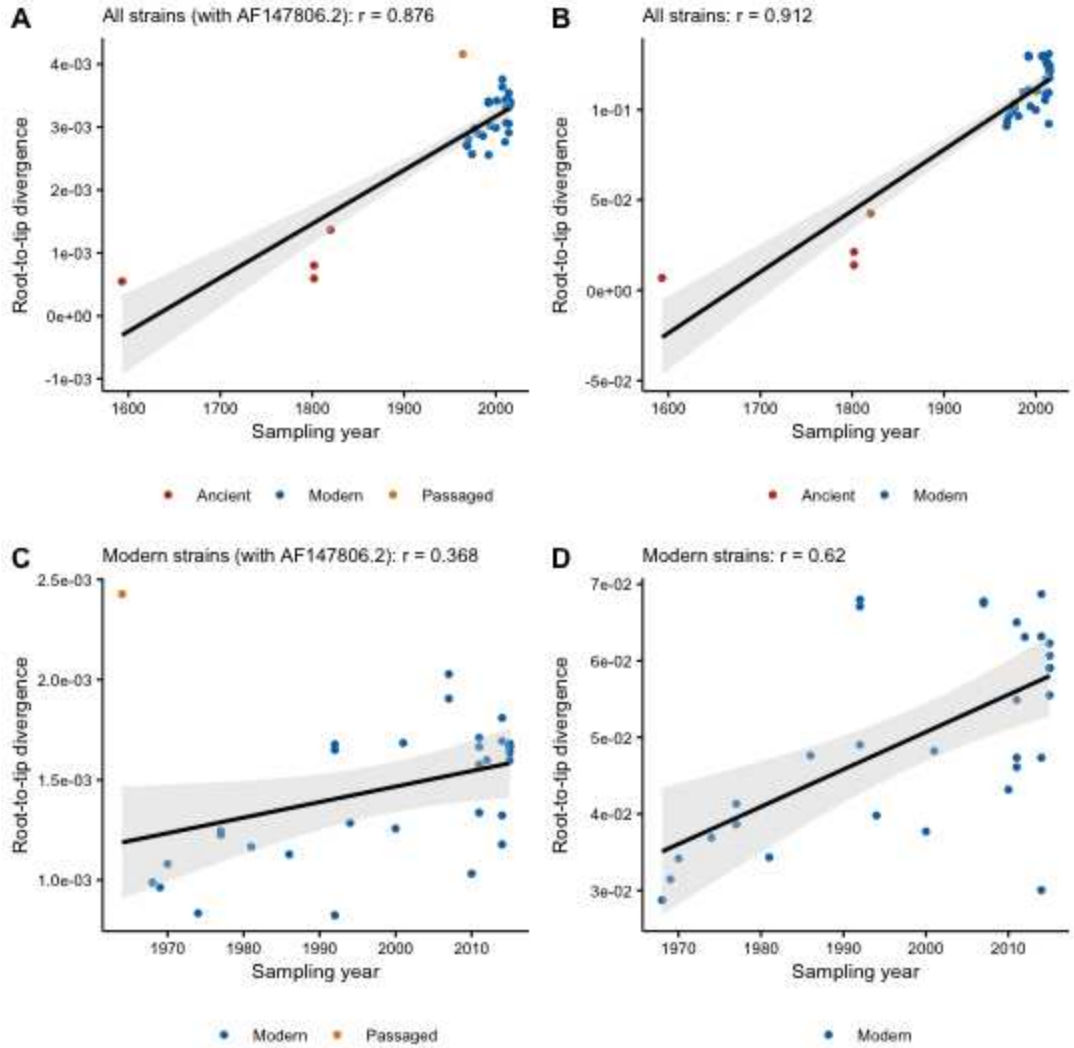 A
All strains (with AF147806.2): r = 0.876
Root-to-tip divergence
4e-03
3e-03
2e-03
1e-03
0e+00
-1e-03
1600 1700 1800 1900 2000
Sampling year
Ancient Modern Passaged
B
All strains: r = 0.912
Root-to-tip divergence
1e-01
5e-02
0e+00
-5e-02
1600 1700 1800 1900 2000
Sampling year
Ancient Modern
C
Modern strains (with AF147806.2): r = 0.368
Root-to-tip divergence
2.5e-03
2.0e-03
1.5e-03
1.0e-03
1970 1980 1990 2000 2010
Sampling year
Modern Passaged
D
Modern strains: r = 0.62
Root-to-tip divergence
7e-02
6e-02
5e-02
4e-02
3e-02
1970 1980 1990 2000 2010
Sampling year
Modern